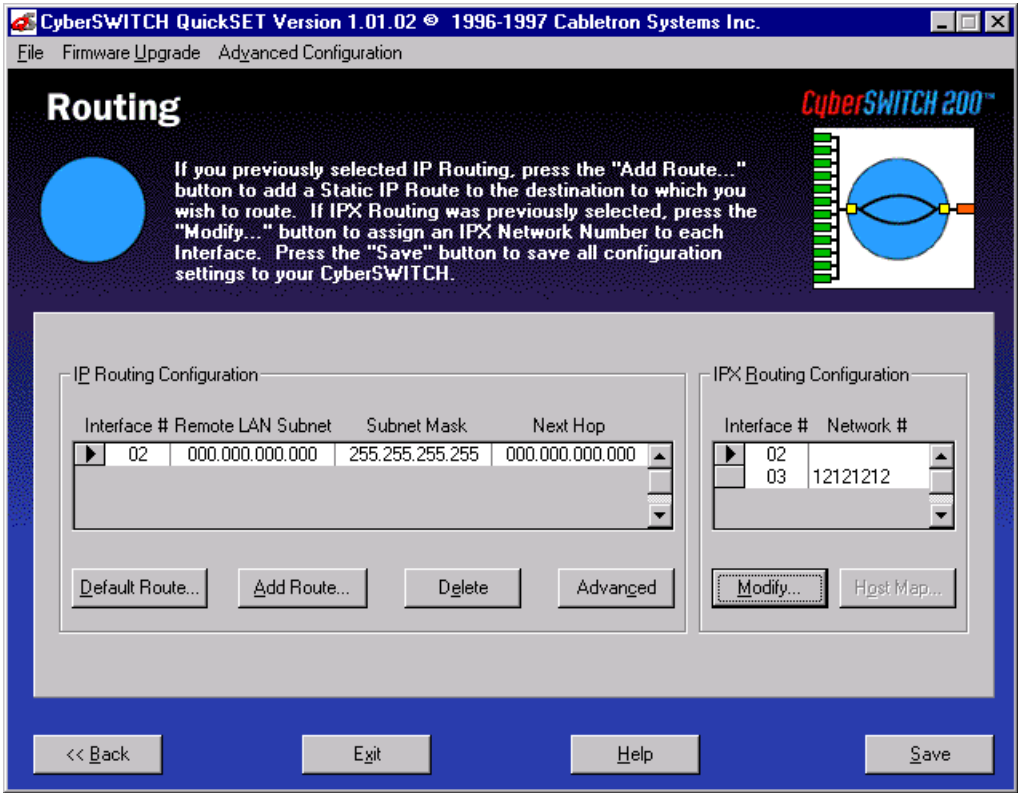 CyberSWITCH QuickSET Version 1.01.02 © 1996-1997 Cabletron Systems Inc.
File Firmware Upgrade Advanced Configuration
Routing
CyberSWITCH 200™
If you previously selected IP Routing, press the "Add Route..."
button to add a Static IP Route to the destination to which you
wish to route. If IPX Routing was previously selected, press the
"Modify..." button to assign an IPX Network Number to each
Interface. Press the "Save" button to save all configuration
settings to your CyberSWITCH.
IP Routing Configuration
Interface # Remote LAN Subnet Subnet Mask Next Hop
02 000.000.000.000 255.255.255.255 000.000.000.000
Default Route... Add Route... Delete Advanced
IPX Routing Configuration
Interface # Network #
02
03 12121212
Modify... Host Map...
<< Back Exit Help Save